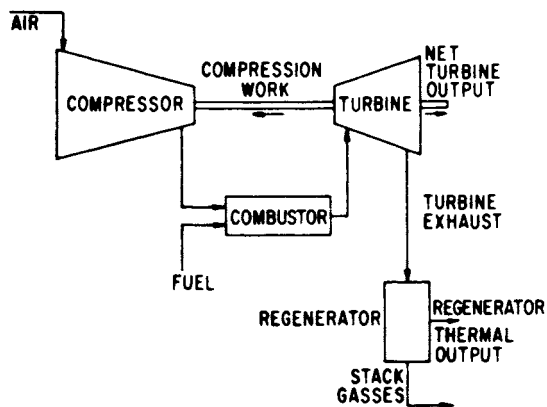 AIR
COMPRESSOR
COMPRESSION
WORK
TURBINE
NET
TURBINE
OUTPUT
COMBUSTOR
FUEL
TURBINE
EXHAUST
REGENERATOR
REGENERATOR
THERMAL
OUTPUT
STACK
GASSES